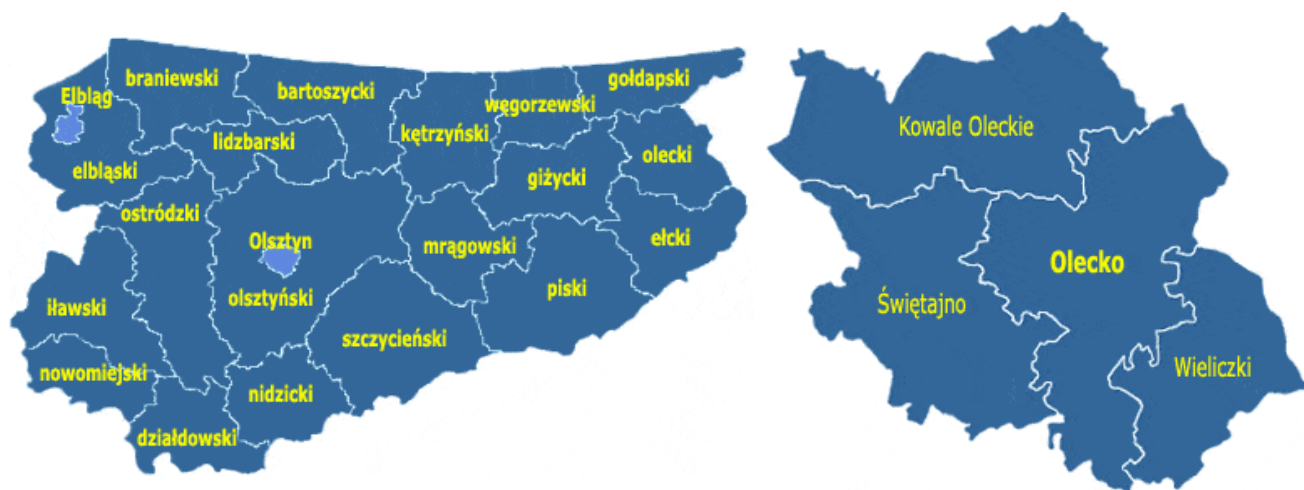 braniewski
bartoszycki
gołdapski
Elbląg
węgorzewski
kętrzyński
lidzbarski
olecki
elbląski
giżycki
ostródzki
Olsztyn
mrągowski
ełcki
olsztyński
piski
iławski
szczycieński
nowomiejski
nidzicki
działdowski
Kowale Oleckie
Olecko
Świętajno
Wieliczki